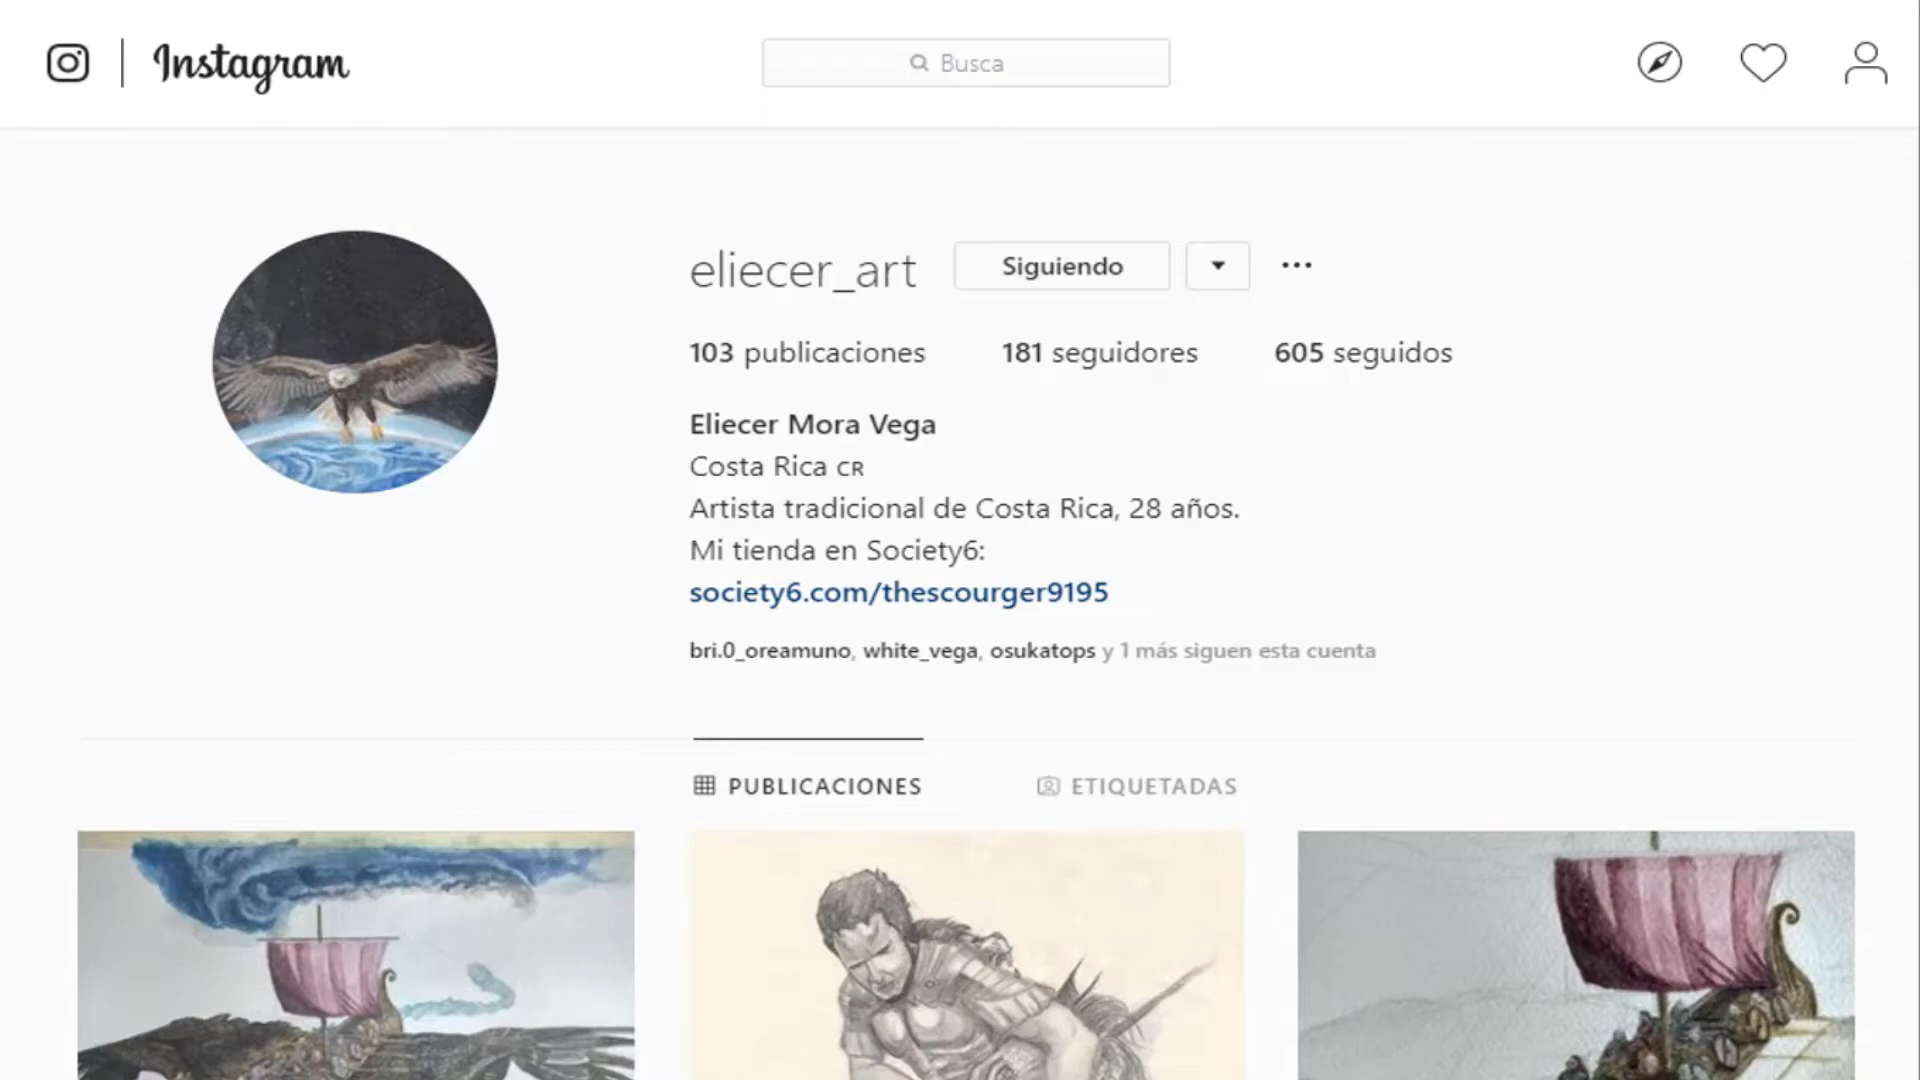 Instagram
Busca
eliecer_art Siguiendo
103 publicaciones 181 seguidores 605 seguidos
Eliecer Mora Vega
Costa Rica CR
Artista tradicional de Costa Rica, 28 años.
Mi tienda en Society6:
society6.com/thescourger9195
bri.0_oreamuno, white_vega, osukatops y 1 más siguen esta cuenta
PUBLICACIONES ETIQUETADAS